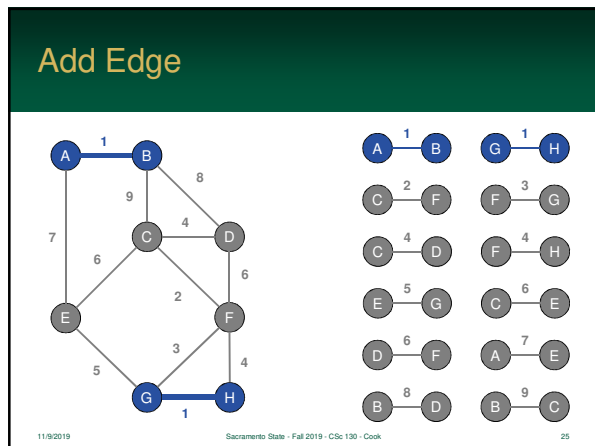 Add Edge
1
A B
8
9
4
C D
7
6
6
2
E F
3
5
4
G H
1
A 1 B G 1 H
C 2 F F 3 G
C 4 D F 4 H
E 5 G C 6 E
D 6 F A 7 E
B 8 D B 9 C
11/9/2019 Sacramento State - Fall 2019 - CSc 130 - Cook 25